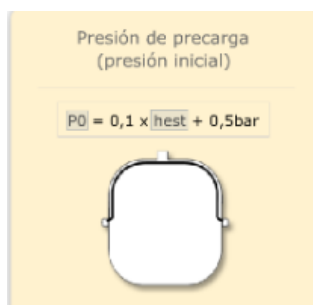 Presión de precarga
(presión inicial)
P0 = 0,1 x hest + 0,5bar